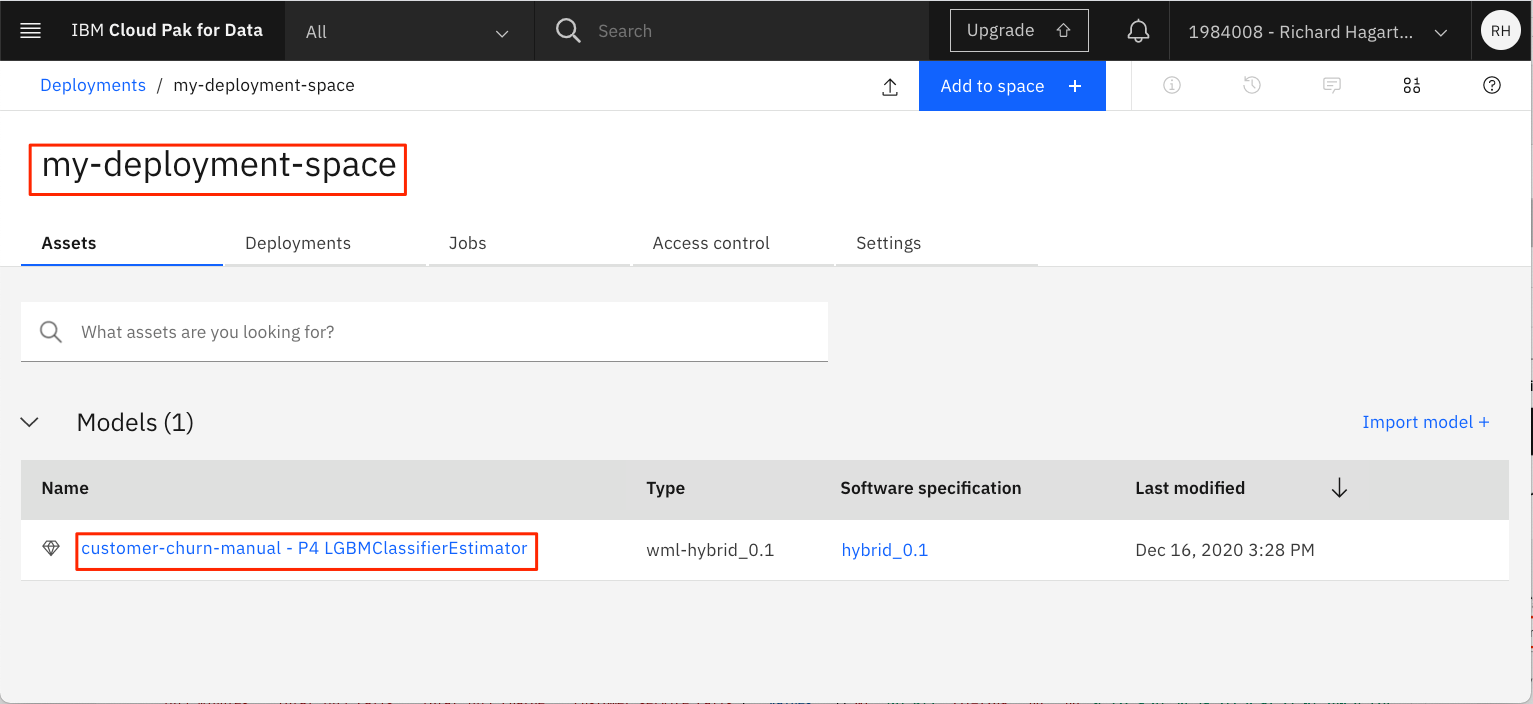 IBM Cloud Pak for Data All Search Upgrade 1984008 - Richard Hagart... RH
Deployments / my-deployment-space Add to space +
my-deployment-space
Assets Deployments Jobs Access control Settings
What assets are you looking for?
Models (1) Import model +
Name Type Software specification Last modified
customer-churn-manual - P4 LGBMClassifierEstimator wml-hybrid_0.1 hybrid_0.1 Dec 16, 2020 3:28 PM